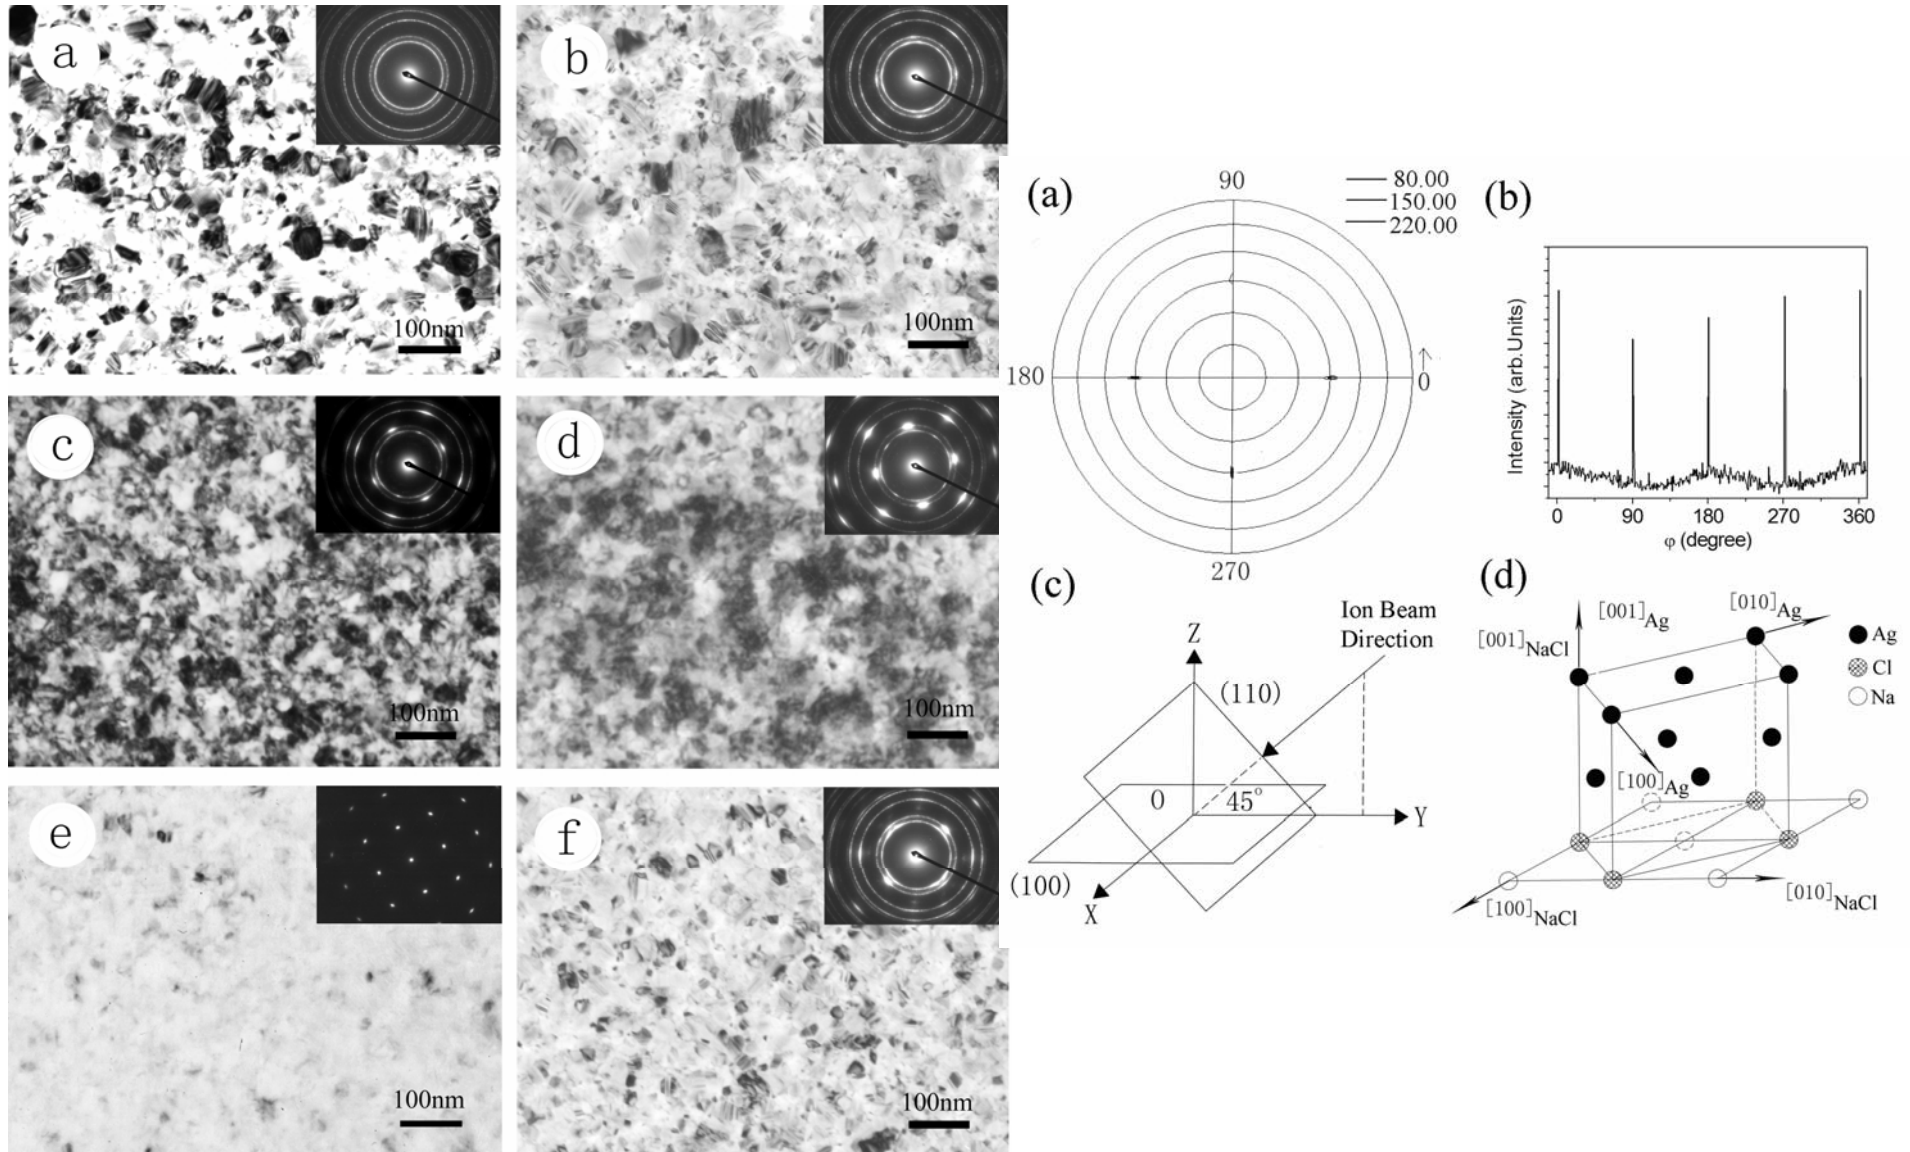 a
b
100nm
100nm
c
d
100nm
100nm
e
f
100nm
100nm
(a)
90
80.00
150.00
220.00
180
0
270
(b)
Intensity (arb.Units)
0 90 180 270 360
φ (degree)
(c)
Ion Beam
Direction
Z
(110)
O
45°
Y
(100)
X
(d)
[001]Ag
[010]Ag
[001]NaCl
Ag
Cl
Na
[100]Ag
[100]NaCl
[010]NaCl